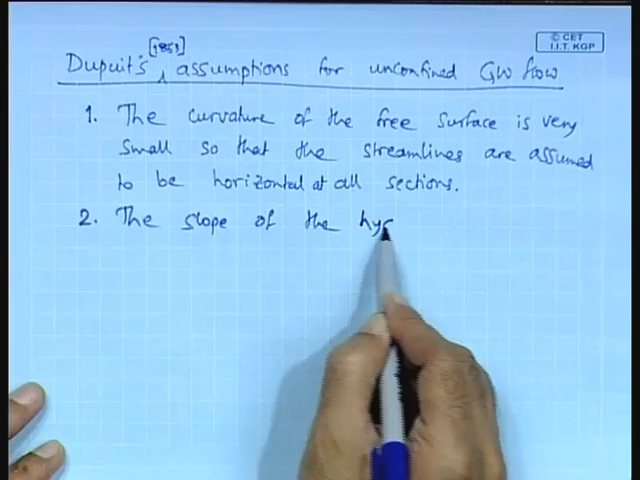 © CET
I.I.T. KGP
[1863]
Dupuit's ^ assumptions for unconfined GW flow
1. The curvature of the free surface is very
small so that the streamlines are assumed
to be horizontal at all sections.
2. The slope of the hyd